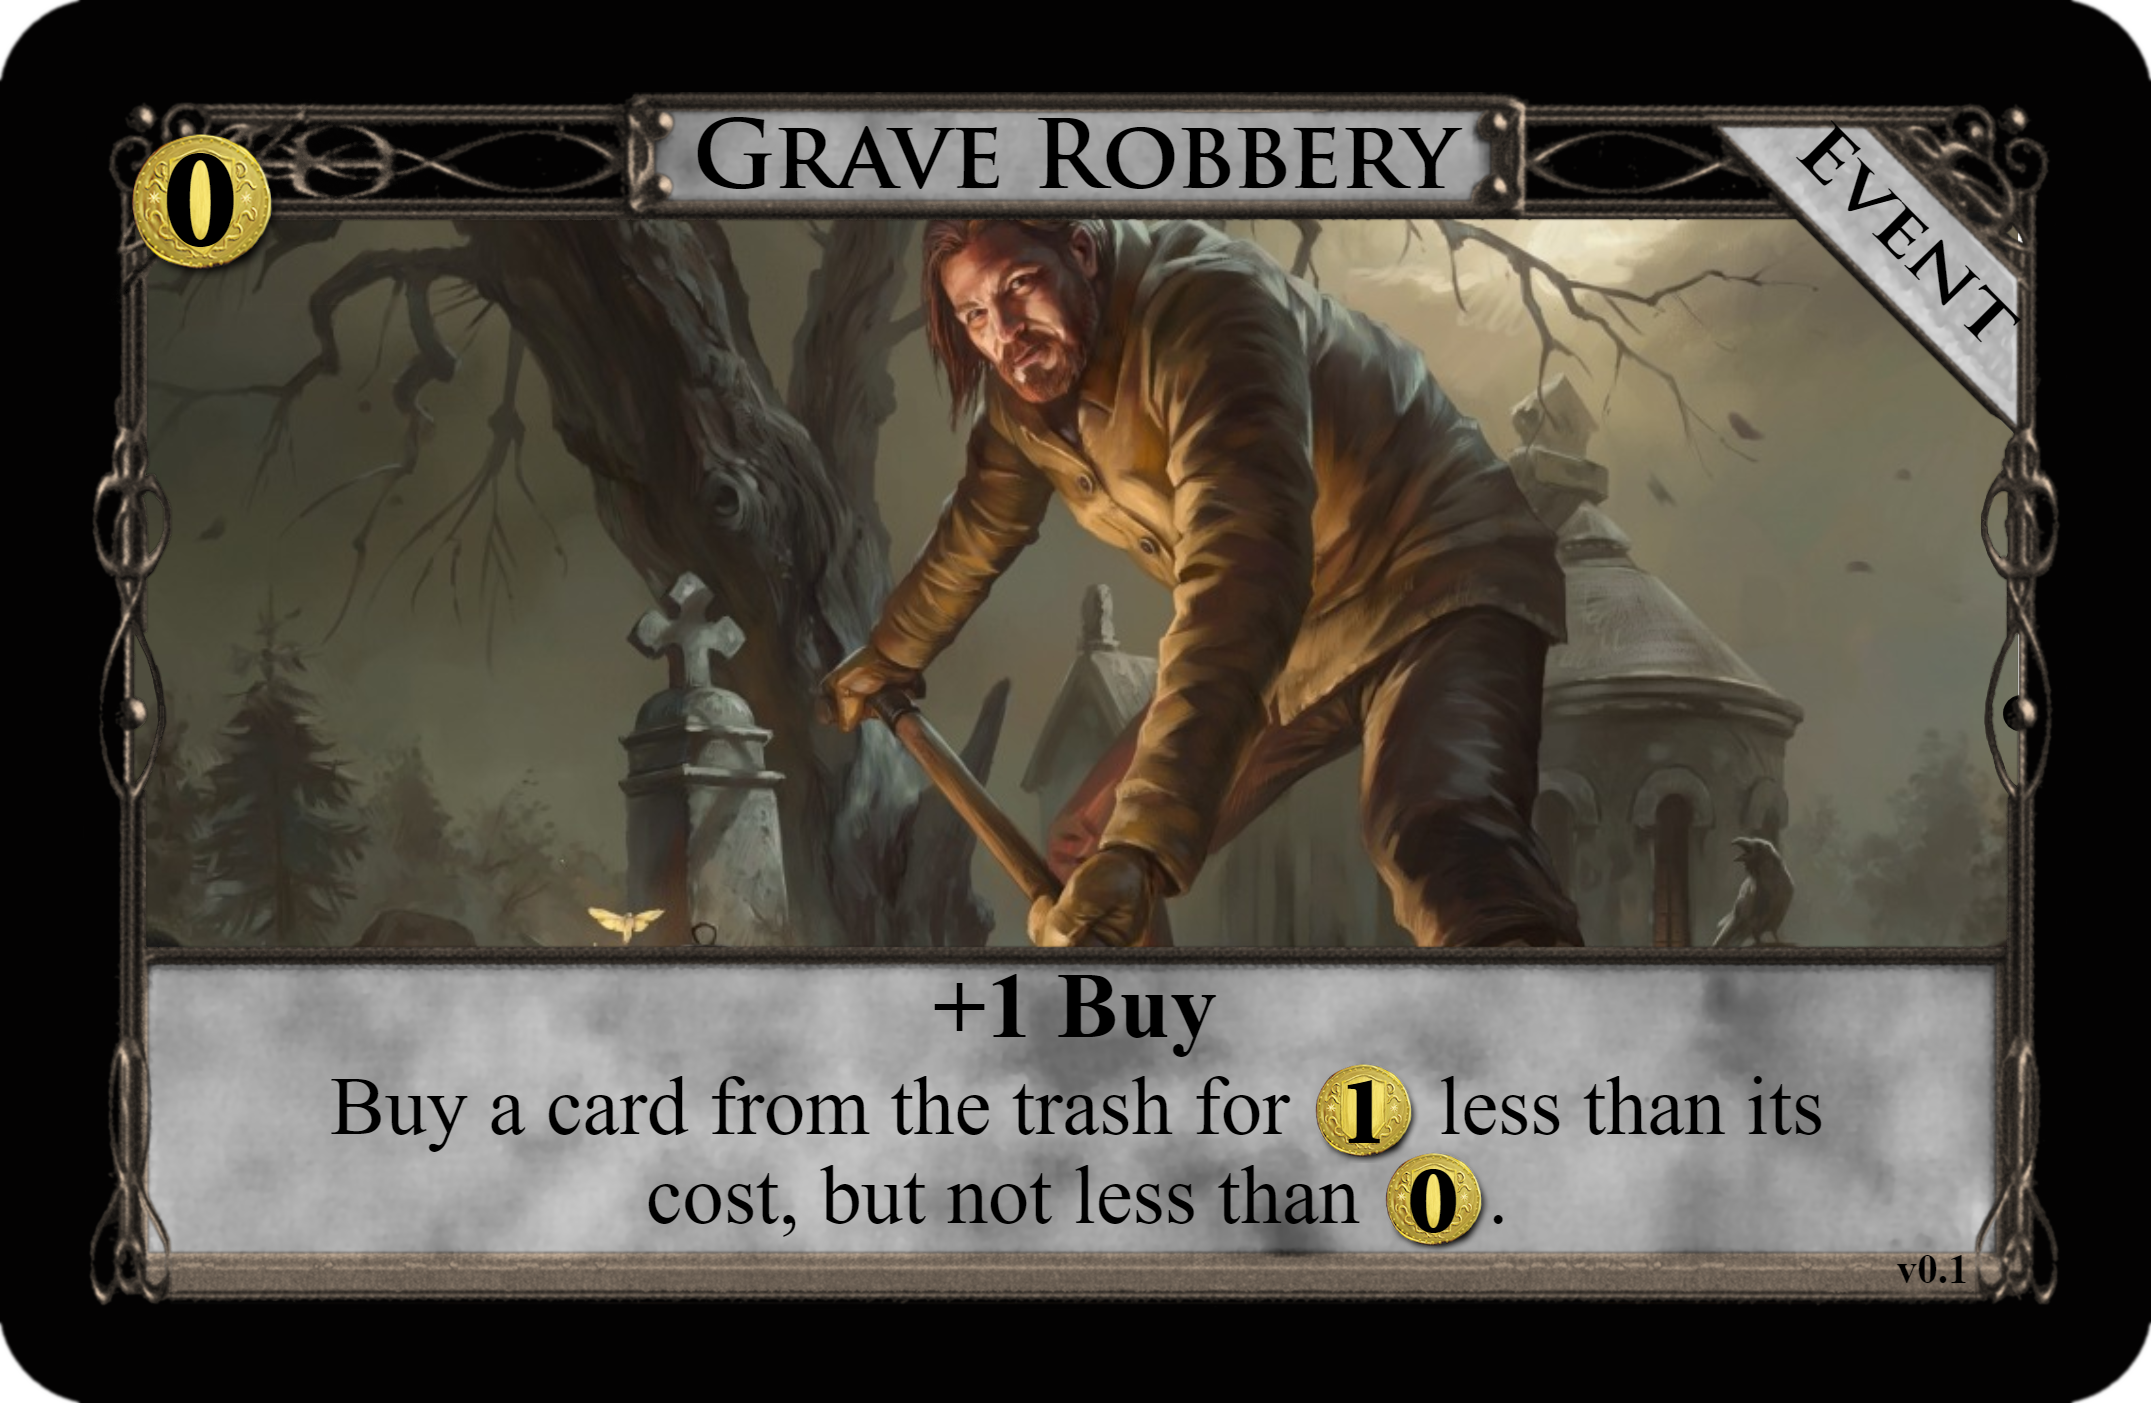 0
Grave Robbery
Event
+1 Buy
Buy a card from the trash for 1 less than its
cost, but not less than 0.
v0.1